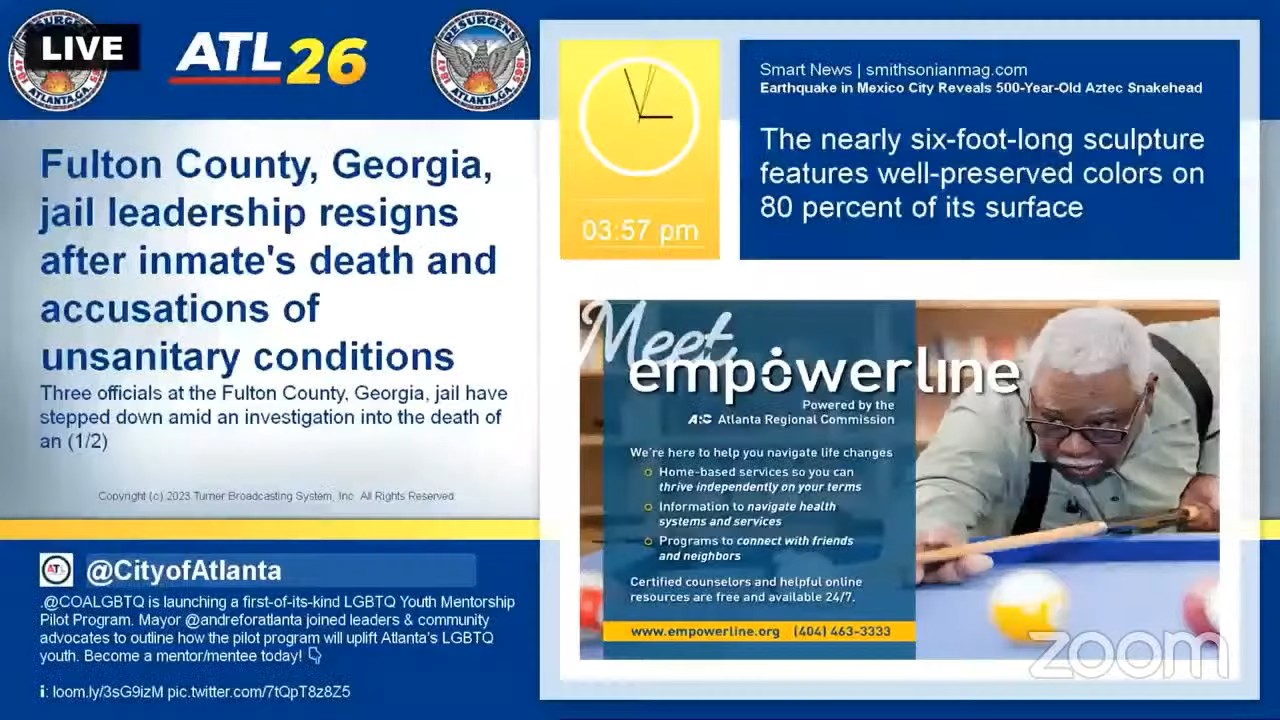 LIVE
ATL 26
RESURGENS
1847
1865
ATLANTA, GA.
Fulton County, Georgia,
jail leadership resigns
after inmate's death and
accusations of
unsanitary conditions
Three officials at the Fulton County, Georgia, jail have
stepped down amid an investigation into the death of
an (1/2)
Copyright (c) 2023 Turner Broadcasting System, Inc. All Rights Reserved.
ATL
@CityofAtlanta
.@COALGBTQ is launching a first-of-its-kind LGBTQ Youth Mentorship
Pilot Program. Mayor @andreforatlanta joined leaders & community
advocates to outline how the pilot program will uplift Atlanta's LGBTQ
youth. Become a mentor/mentee today! 👇
ℹ: loom.ly/3sG9izM pic.twitter.com/7tQpT8z8Z5
03:57 pm
Smart News | smithsonianmag.com
Earthquake in Mexico City Reveals 500-Year-Old Aztec Snakehead
The nearly six-foot-long sculpture
features well-preserved colors on
80 percent of its surface
Meet
empowerline
Powered by the
ARC Atlanta Regional Commission
We're here to help you navigate life changes
Home-based services so you can
thrive independently on your terms
Information to navigate health
systems and services
Programs to connect with friends
and neighbors
Certified counselors and helpful online
resources are free and available 24/7.
www.empowerline.org (404) 463-3333
zoom